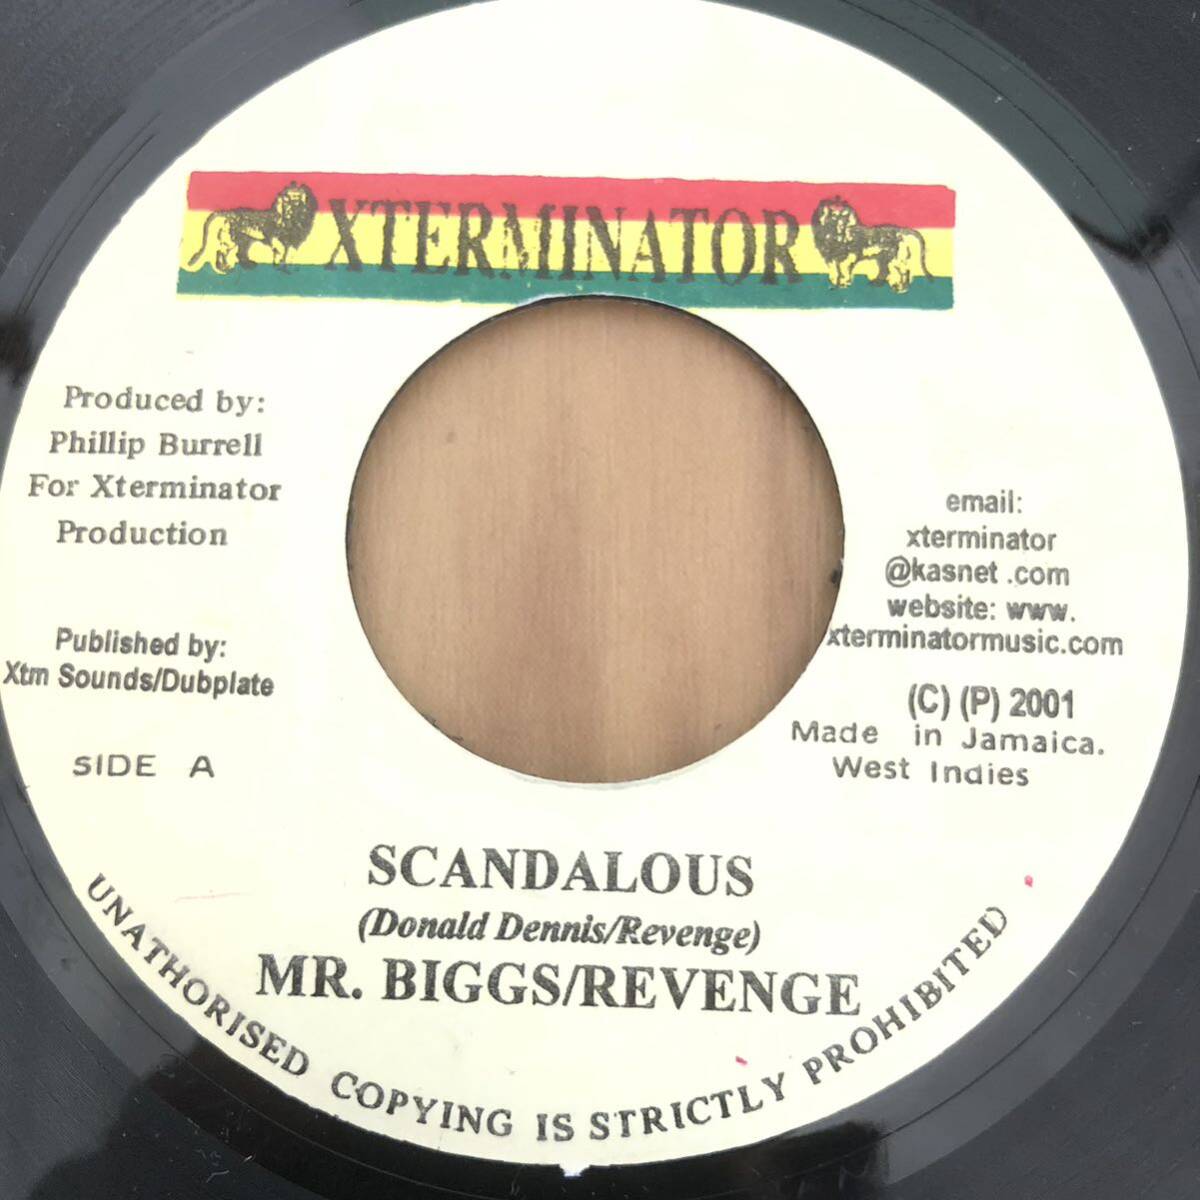 XTERMINATOR
Produced by:
Phillip Burrell
For Xterminator
Production
Published by:
Xtm Sounds/Dubplate
SIDE A
email:
xterminator
@kasnet .com
website: www.
xterminatormusic.com
(C) (P) 2001
Made in Jamaica.
West Indies
SCANDALOUS
(Donald Dennis/Revenge)
MR. BIGGS/REVENGE
UNATHORISED COPYING IS STRICTLY PROHIBITED